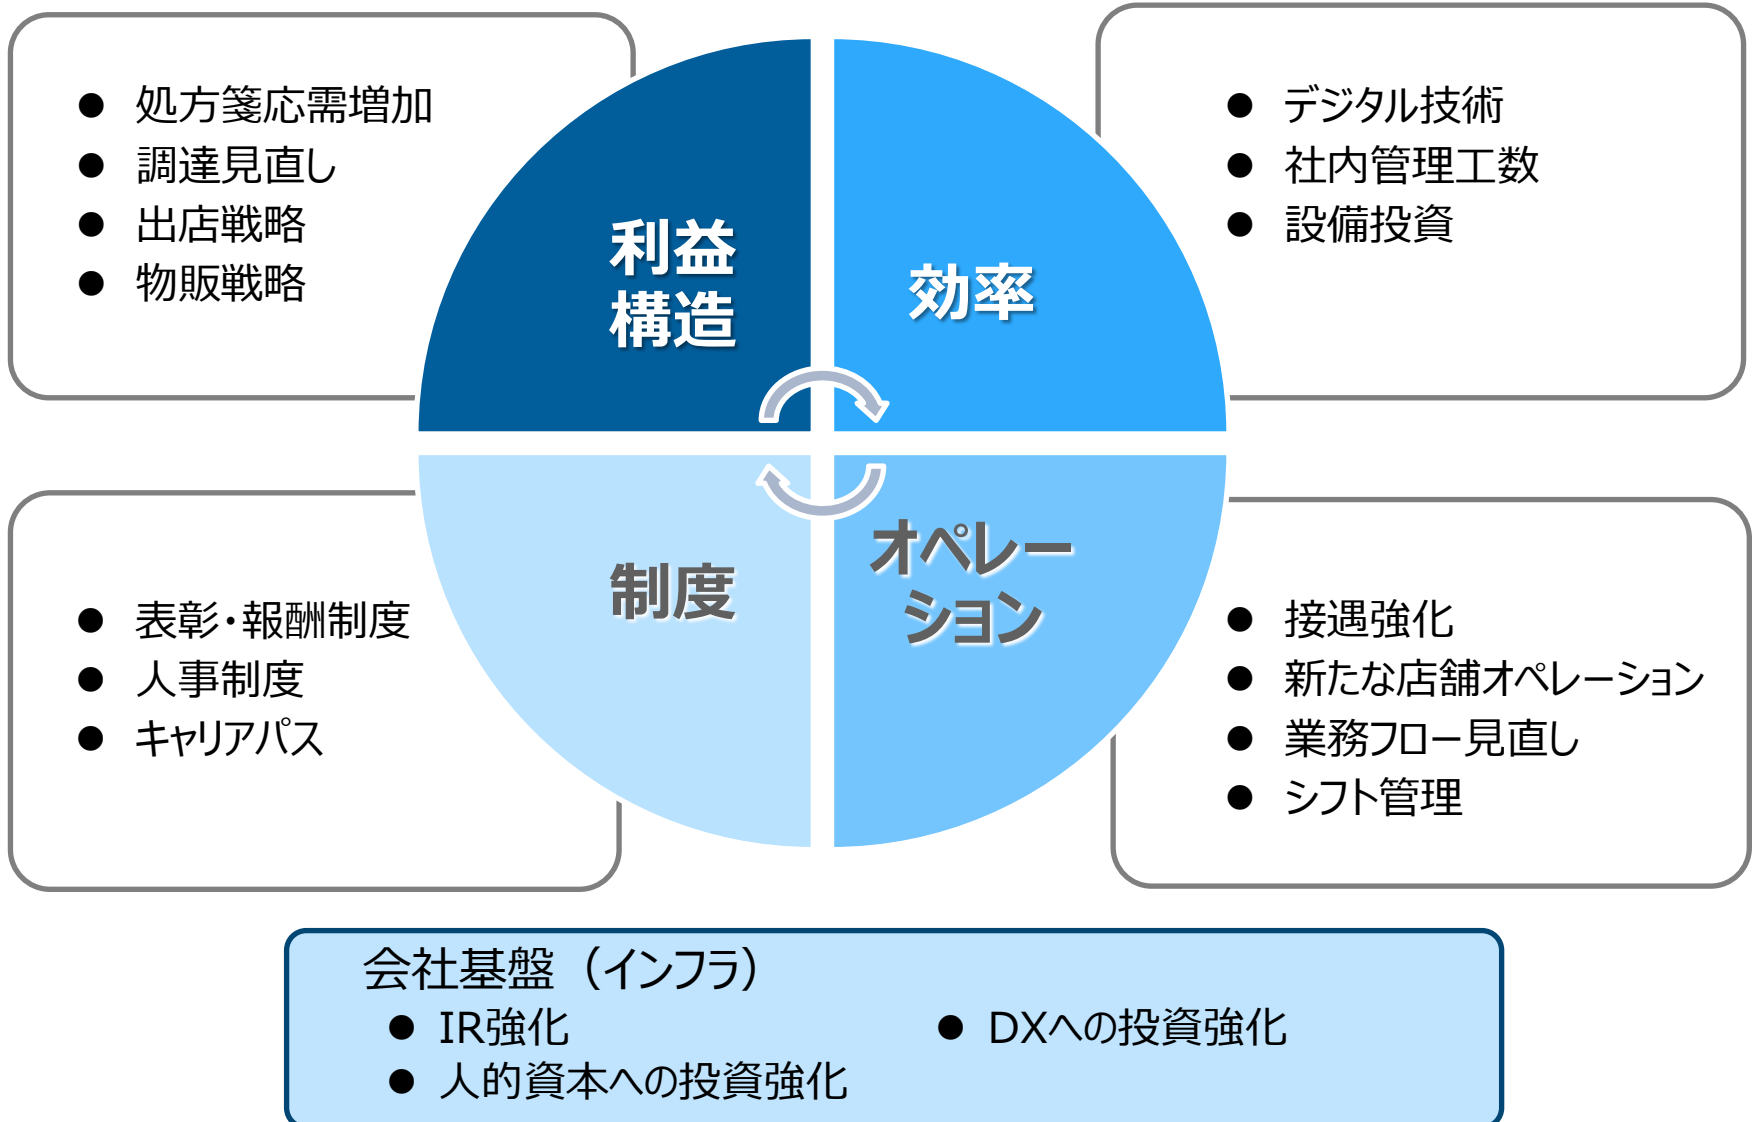 ● 処方箋応需増加
● 調達見直し
● 出店戦略
● 物販戦略
利益
構造
効率
● デジタル技術
● 社内管理工数
● 設備投資
● 表彰・報酬制度
● 人事制度
● キャリアパス
制度
オペレー
ション
● 接遇強化
● 新たな店舗オペレーション
● 業務フロー見直し
● シフト管理
会社基盤（インフラ）
● IR強化
● DXへの投資強化
● 人的資本への投資強化